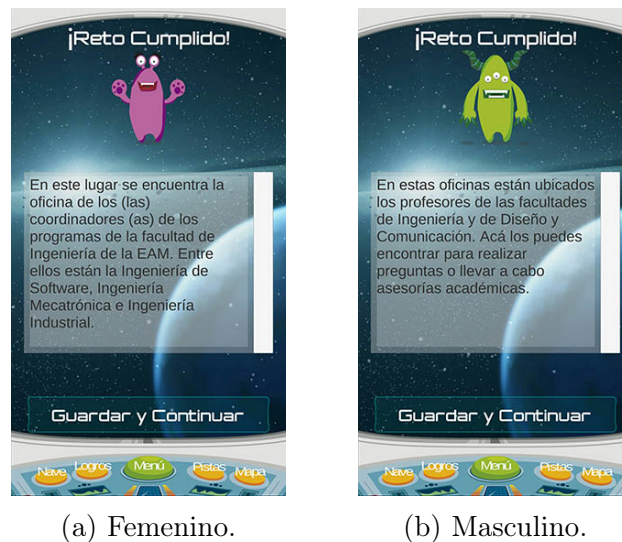 ¡Reto Cumplido!
En este lugar se encuentra la
oficina de los (las)
coordinadores (as) de los
programas de la facultad de
Ingeniería de la EAM. Entre
ellos están la Ingeniería de
Software, Ingeniería
Mecatrónica e Ingeniería
Industrial.
Guardar y Continuar
Nave Logros Menú Pistas Mapa
(a) Femenino.
¡Reto Cumplido!
En estas oficinas están ubicados
los profesores de las facultades
de Ingeniería y de Diseño y
Comunicación. Acá los puedes
encontrar para realizar
preguntas o llevar a cabo
asesorías académicas.
Guardar y Continuar
Nave Logros Menú Pistas Mapa
(b) Masculino.